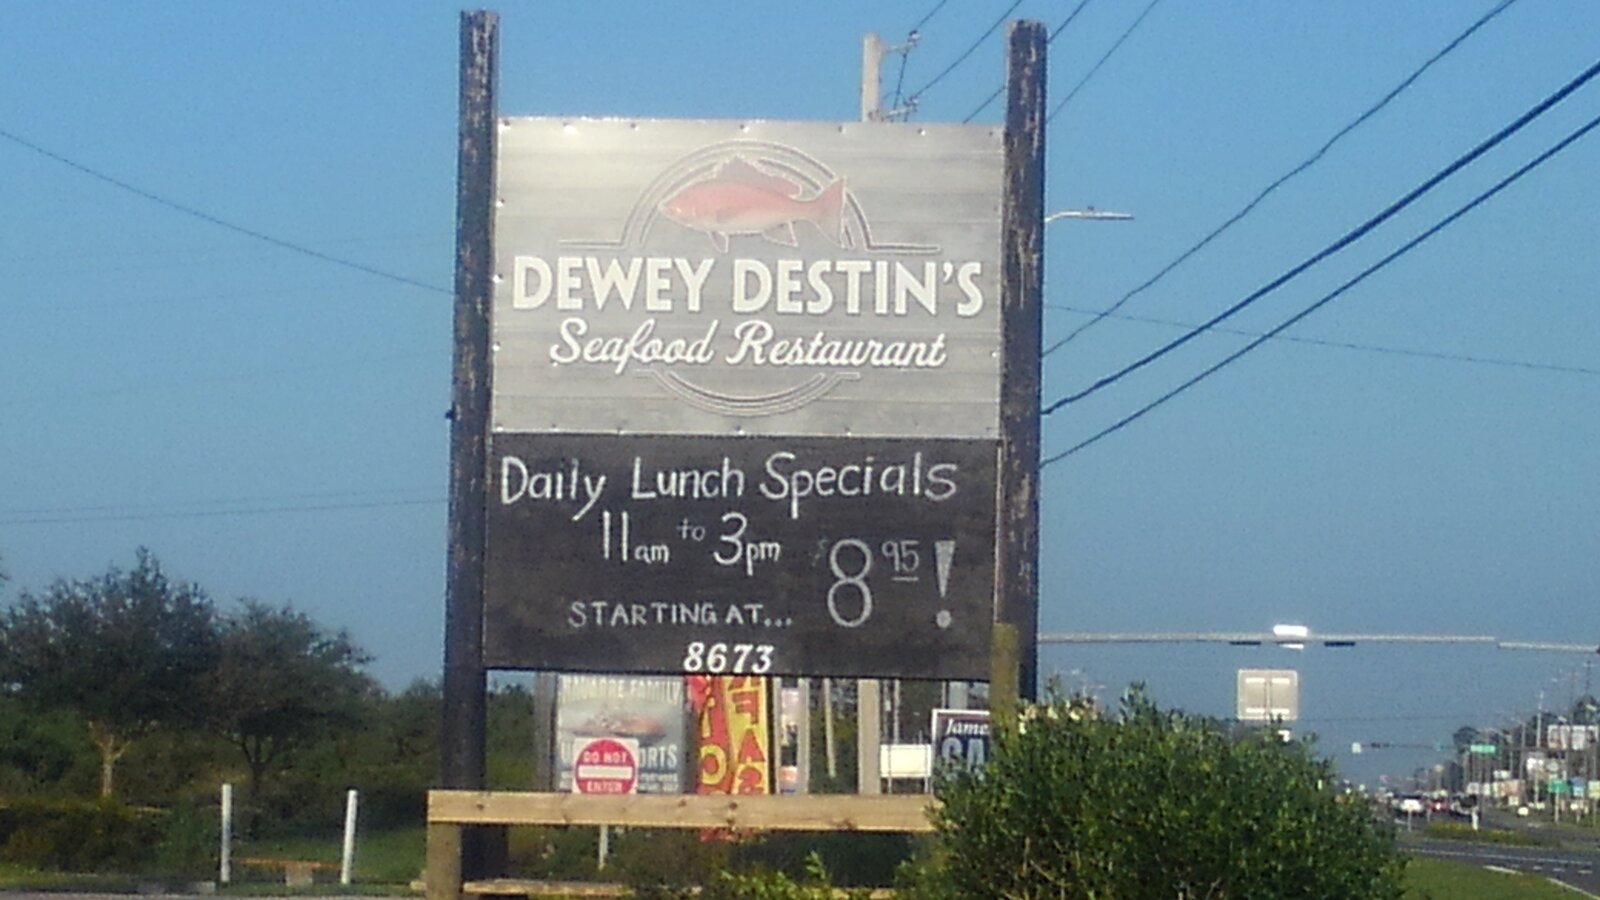 DEWEY DESTIN'S
Seafood Restaurant
Daily Lunch Specials
11am to 3pm
$8 95!
STARTING AT...
8673
DO NOT
ENTER